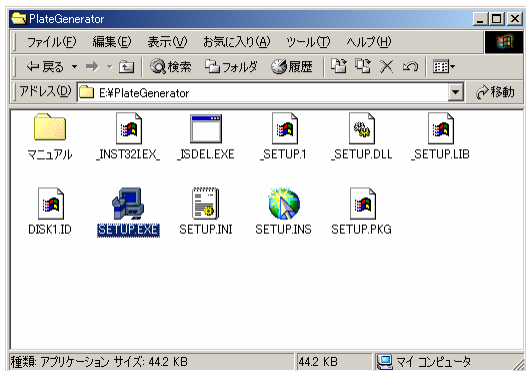 PlateGenerator
ファイル(F) 編集(E) 表示(V) お気に入り(A) ツール(T) ヘルプ(H)
戻る 検索 フォルダ 履歴
アドレス(D) E:¥PlateGenerator 移動
マニュアル _INST32I.EX_ _ISDEL.EXE _SETUP.1 _SETUP.DLL _SETUP.LIB
DISK1.ID SETUP.EXE SETUP.INI SETUP.INS SETUP.PKG
種類: アプリケーション サイズ: 44.2 KB 44.2 KB マイ コンピュータ